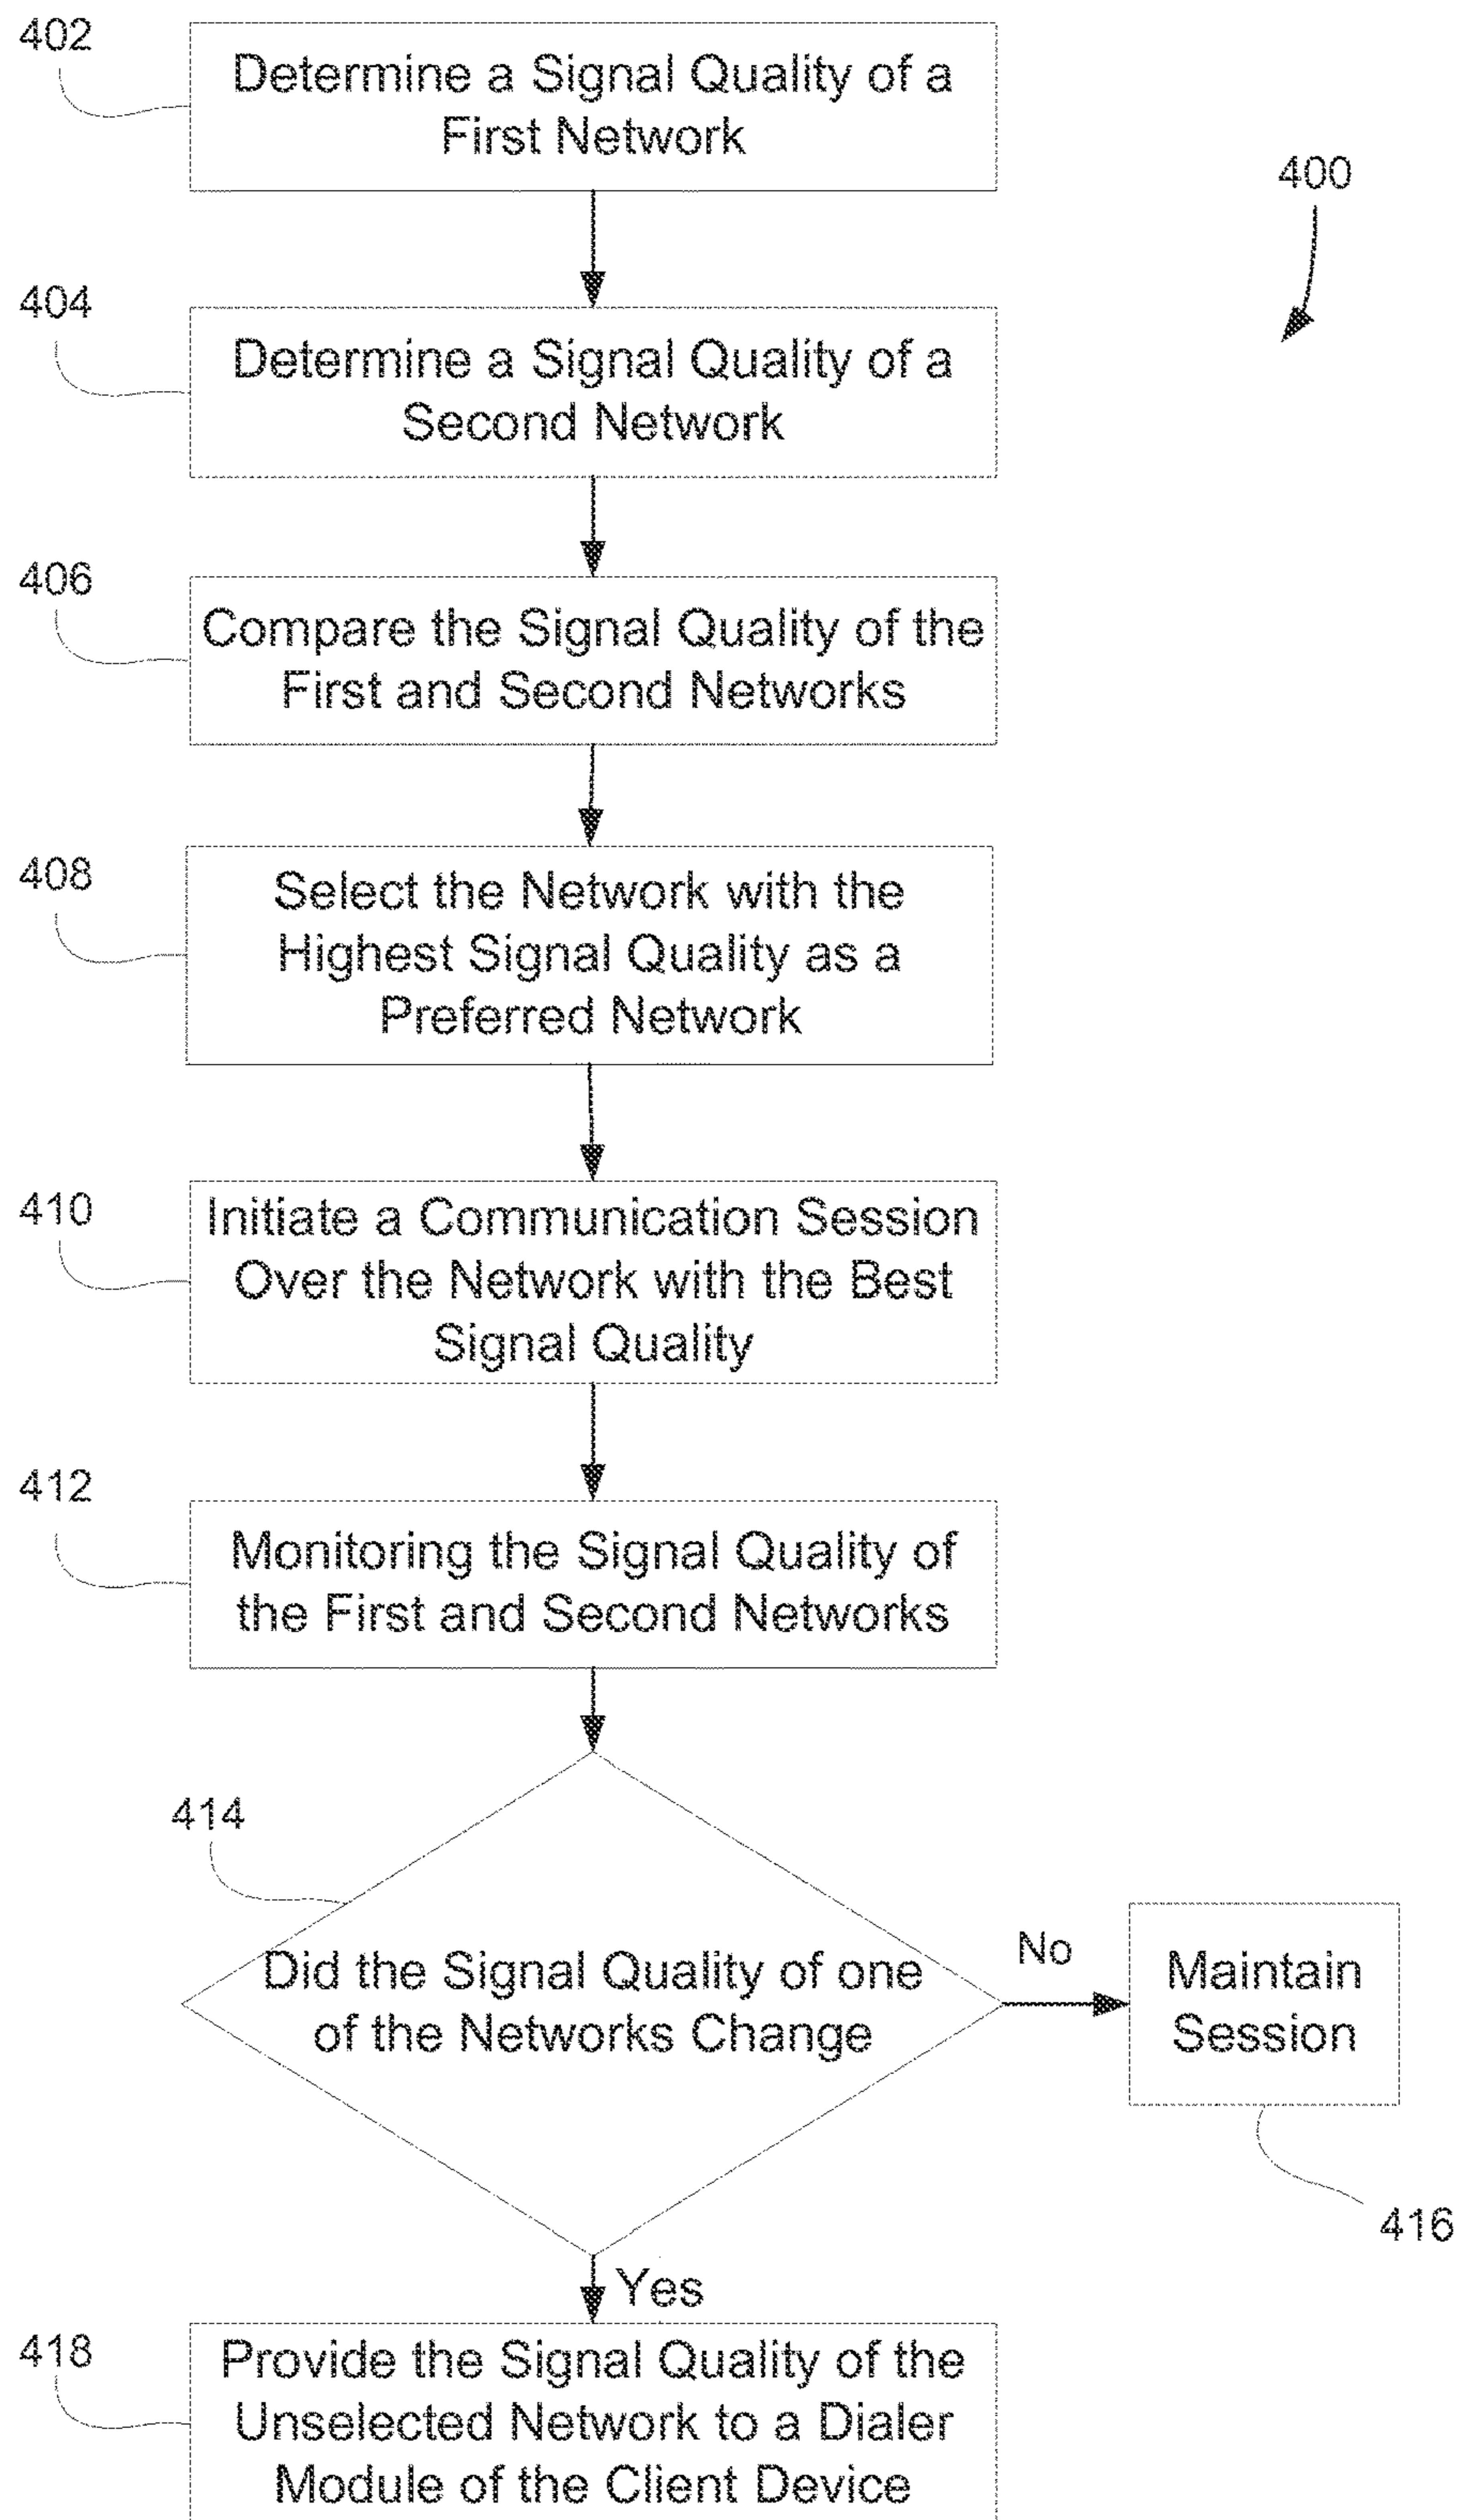 402
Determine a Signal Quality of a
First Network
400
404
Determine a Signal Quality of a
Second Network
406
Compare the Signal Quality of the
First and Second Networks
408
Select the Network with the
Highest Signal Quality as a
Preferred Network
410
Initiate a Communication Session
Over the Network with the Best
Signal Quality
412
Monitoring the Signal Quality of
the First and Second Networks
414
Did the Signal Quality of one
of the Networks Change
No
Maintain
Session
416
Yes
418
Provide the Signal Quality of the
Unselected Network to a Dialer
Module of the Client Device